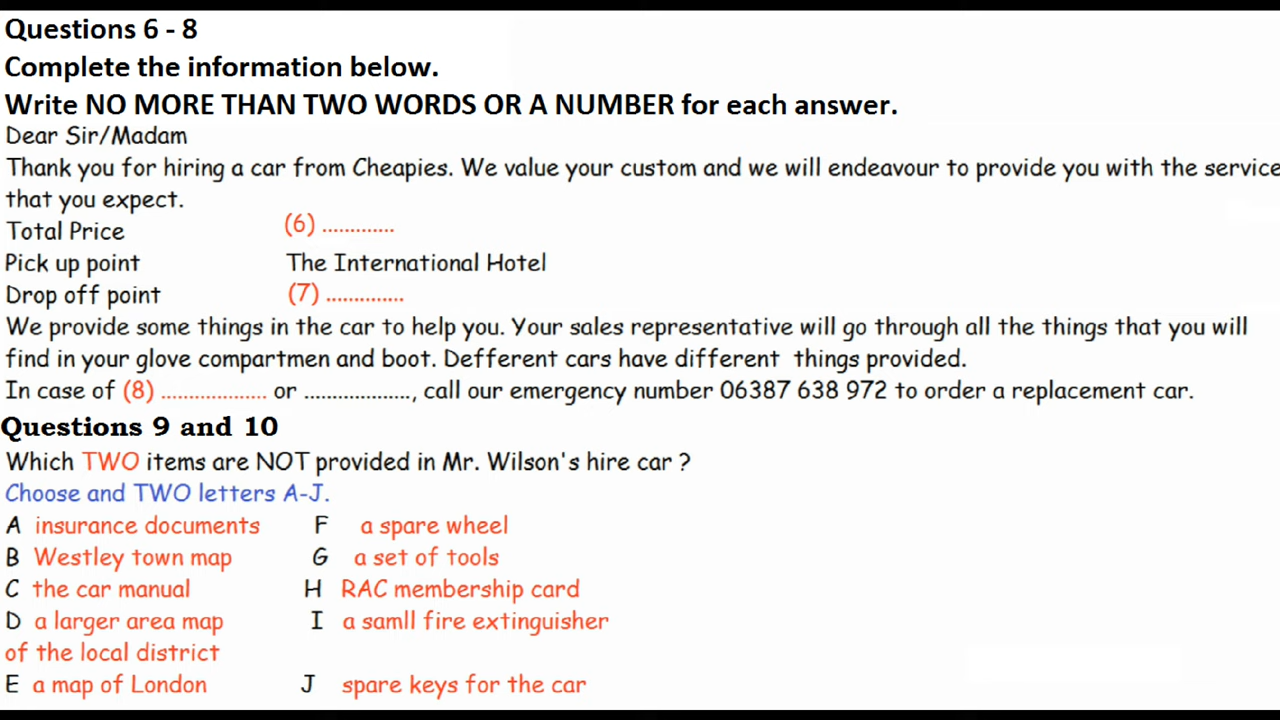 Questions 6 - 8
Complete the information below.
Write NO MORE THAN TWO WORDS OR A NUMBER for each answer.
Dear Sir/Madam
Thank you for hiring a car from Cheapies. We value your custom and we will endeavour to provide you with the service
that you expect.
Total Price (6) .............
Pick up point The International Hotel
Drop off point (7) ..............
We provide some things in the car to help you. Your sales representative will go through all the things that you will
find in your glove compartmen and boot. Defferent cars have different things provided.
In case of (8) ................... or ..................., call our emergency number 06387 638 972 to order a replacement car.
Questions 9 and 10
Which TWO items are NOT provided in Mr. Wilson's hire car ?
Choose and TWO letters A-J.
A insurance documents F a spare wheel
B Westley town map G a set of tools
C the car manual H RAC membership card
D a larger area map I a samll fire extinguisher
of the local district
E a map of London J spare keys for the car